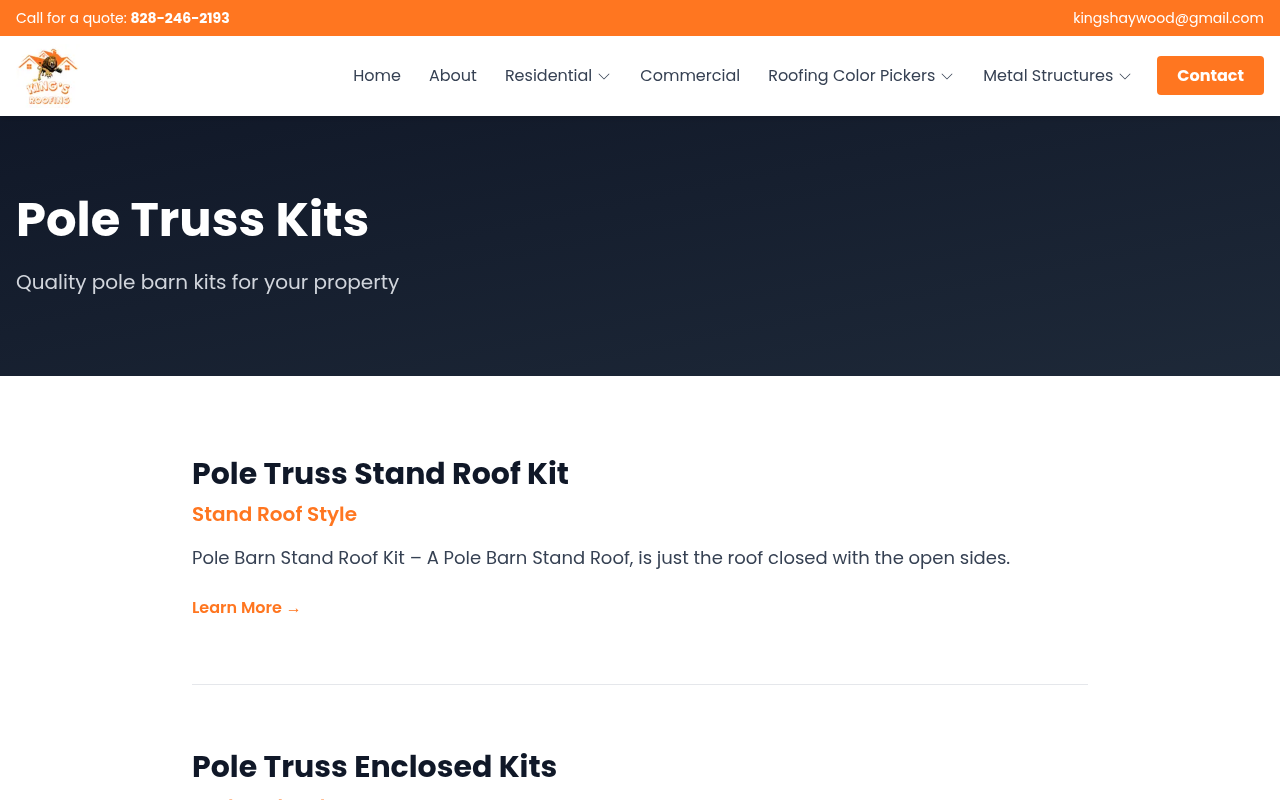 Call for a quote: 828-246-2193
kingshaywood@gmail.com
KING'S
ROOFING
Home
About
Residential
Commercial
Roofing Color Pickers
Metal Structures
Contact
Pole Truss Kits
Quality pole barn kits for your property
Pole Truss Stand Roof Kit
Stand Roof Style
Pole Barn Stand Roof Kit – A Pole Barn Stand Roof, is just the roof closed with the open sides.
Learn More →
Pole Truss Enclosed Kits